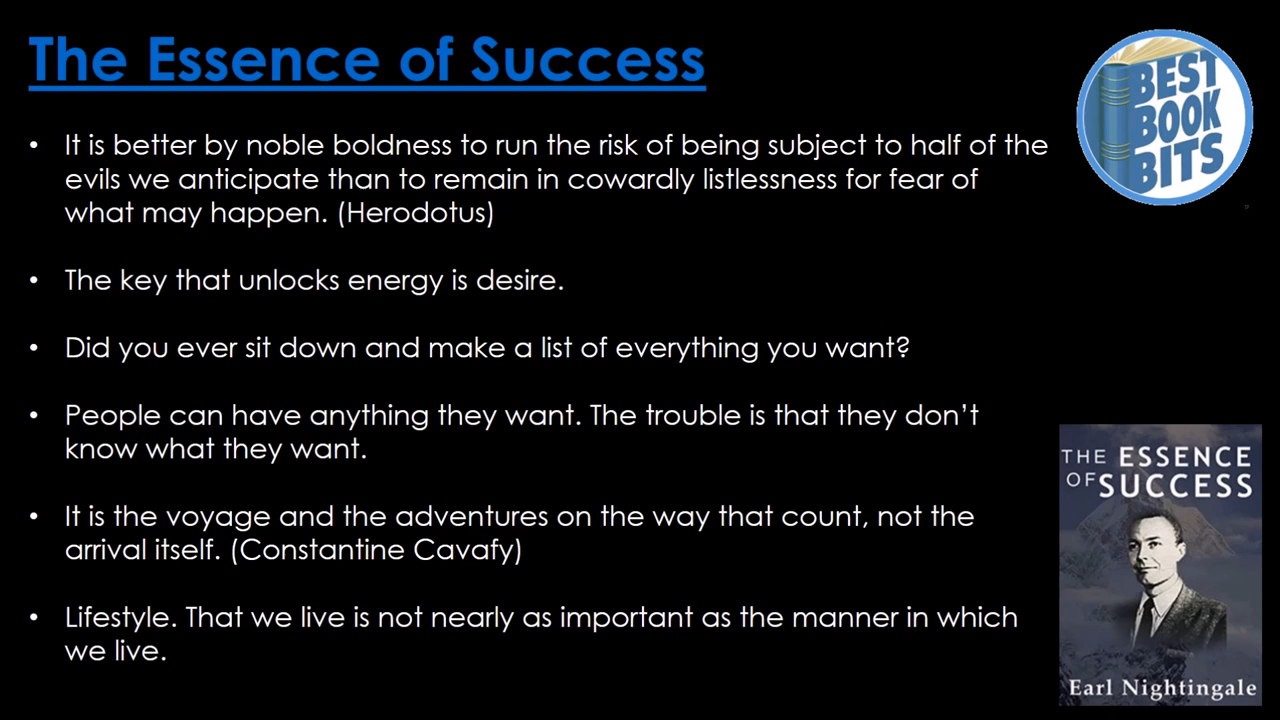 The Essence of Success
BEST
BOOK
BITS
• It is better by noble boldness to run the risk of being subject to half of the
evils we anticipate than to remain in cowardly listlessness for fear of
what may happen. (Herodotus)
• The key that unlocks energy is desire.
• Did you ever sit down and make a list of everything you want?
• People can have anything they want. The trouble is that they don’t
know what they want.
• It is the voyage and the adventures on the way that count, not the
arrival itself. (Constantine Cavafy)
• Lifestyle. That we live is not nearly as important as the manner in which
we live.
THE ESSENCE
OF SUCCESS
Earl Nightingale